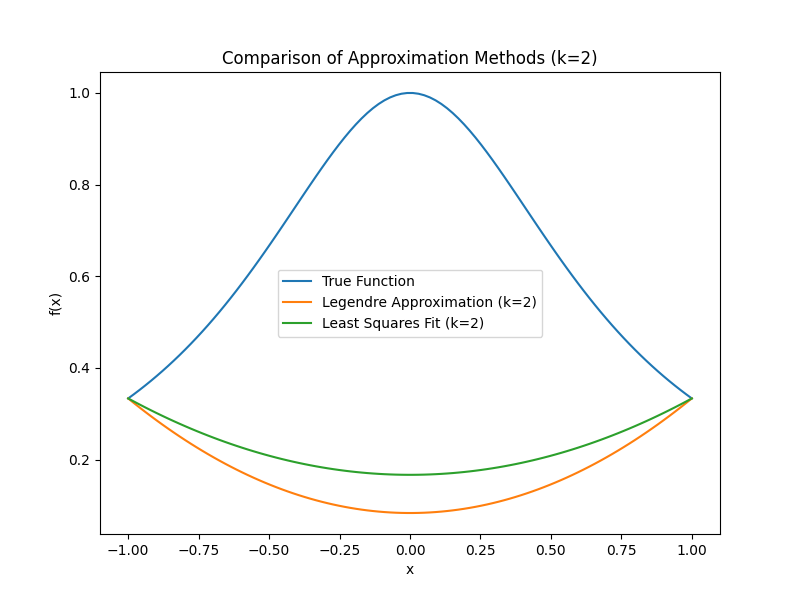 Comparison of Approximation Methods (k=2)
f(x)
1.0
0.8
0.6
0.4
0.2
True Function
Legendre Approximation (k=2)
Least Squares Fit (k=2)
−1.00 −0.75 −0.50 −0.25 0.00 0.25 0.50 0.75 1.00
x